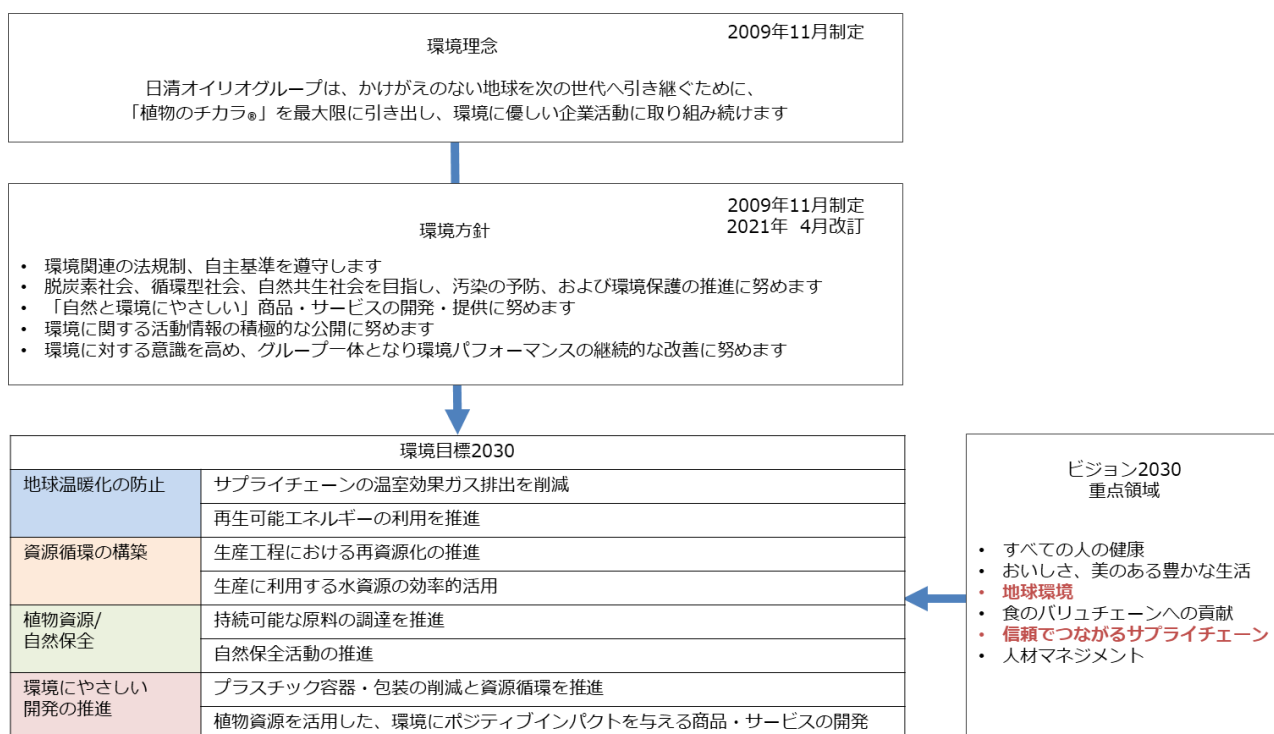 2009年11月制定
環境理念
日清オイリオグループは、かけがえのない地球を次の世代へ引き継ぐために、
「植物のチカラ®」を最大限に引き出し、環境に優しい企業活動に取り組み続けます
2009年11月制定
2021年 4月改訂
環境方針
• 環境関連の法規制、自主基準を遵守します
• 脱炭素社会、循環型社会、自然共生社会を目指し、汚染の予防、および環境保護の推進に努めます
• 「自然と環境にやさしい」商品・サービスの開発・提供に努めます
• 環境に関する活動情報の積極的な公開に努めます
• 環境に対する意識を高め、グループ一体となり環境パフォーマンスの継続的な改善に努めます
環境目標2030
地球温暖化の防止
サプライチェーンの温室効果ガス排出を削減
再生可能エネルギーの利用を推進
資源循環の構築
生産工程における再資源化の推進
生産に利用する水資源の効率的活用
植物資源/
自然保全
持続可能な原料の調達を推進
自然保全活動の推進
環境にやさしい
開発の推進
プラスチック容器・包装の削減と資源循環を推進
植物資源を活用した、環境にポジティブインパクトを与える商品・サービスの開発
ビジョン2030
重点領域
• すべての人の健康
• おいしさ、美のある豊かな生活
• 地球環境
• 食のバリュチェーンへの貢献
• 信頼でつながるサプライチェーン
• 人材マネジメント